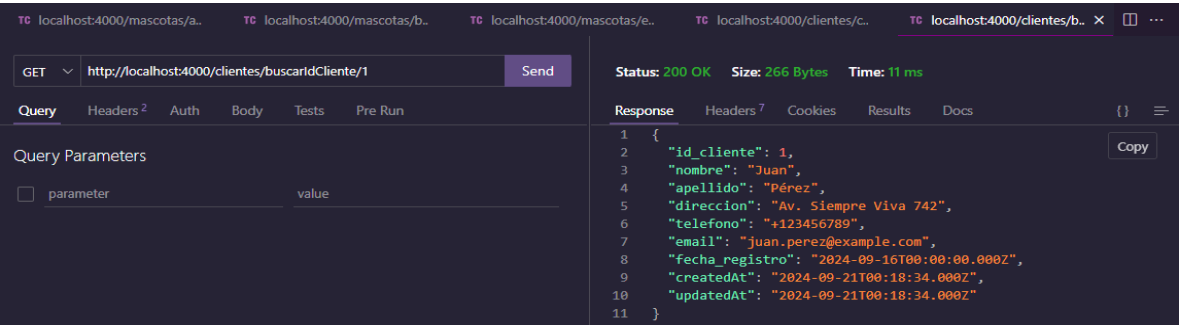 TC localhost:4000/mascotas/a.. TC localhost:4000/mascotas/b.. TC localhost:4000/mascotas/e.. TC localhost:4000/clientes/c.. TC localhost:4000/clientes/b..
GET http://localhost:4000/clientes/buscarIdCliente/1 Send
Query Headers 2 Auth Body Tests Pre Run
Query Parameters
parameter value
Status: 200 OK Size: 266 Bytes Time: 11 ms
Response Headers 7 Cookies Results Docs { }
Copy
1 {
2 "id_cliente": 1,
3 "nombre": "Juan",
4 "apellido": "Pérez",
5 "direccion": "Av. Siempre Viva 742",
6 "telefono": "+123456789",
7 "email": "juan.perez@example.com",
8 "fecha_registro": "2024-09-16T00:00:00.000Z",
9 "createdAt": "2024-09-21T00:18:34.000Z",
10 "updatedAt": "2024-09-21T00:18:34.000Z"
11 }